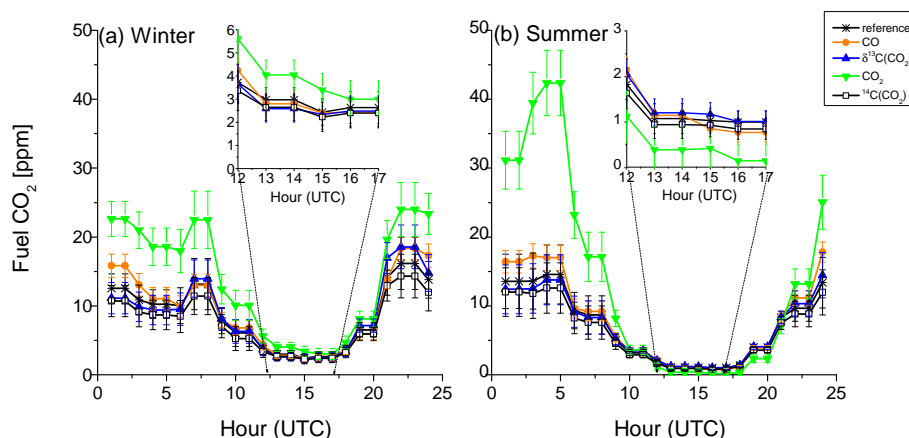 (a) Winter
(b) Summer
Fuel CO₂ [ppm]
50
40
30
20
10
0
0 5 10 15 20 25
Hour (UTC)
6
5
4
3
2
1
0
12 13 14 15 16 17
Hour (UTC)
50
40
30
20
10
0
0 5 10 15 20 25
Hour (UTC)
3
2
1
0
12 13 14 15 16 17
Hour (UTC)
reference
CO
δ¹³C(CO₂
CO₂
¹⁴C(CO₂)